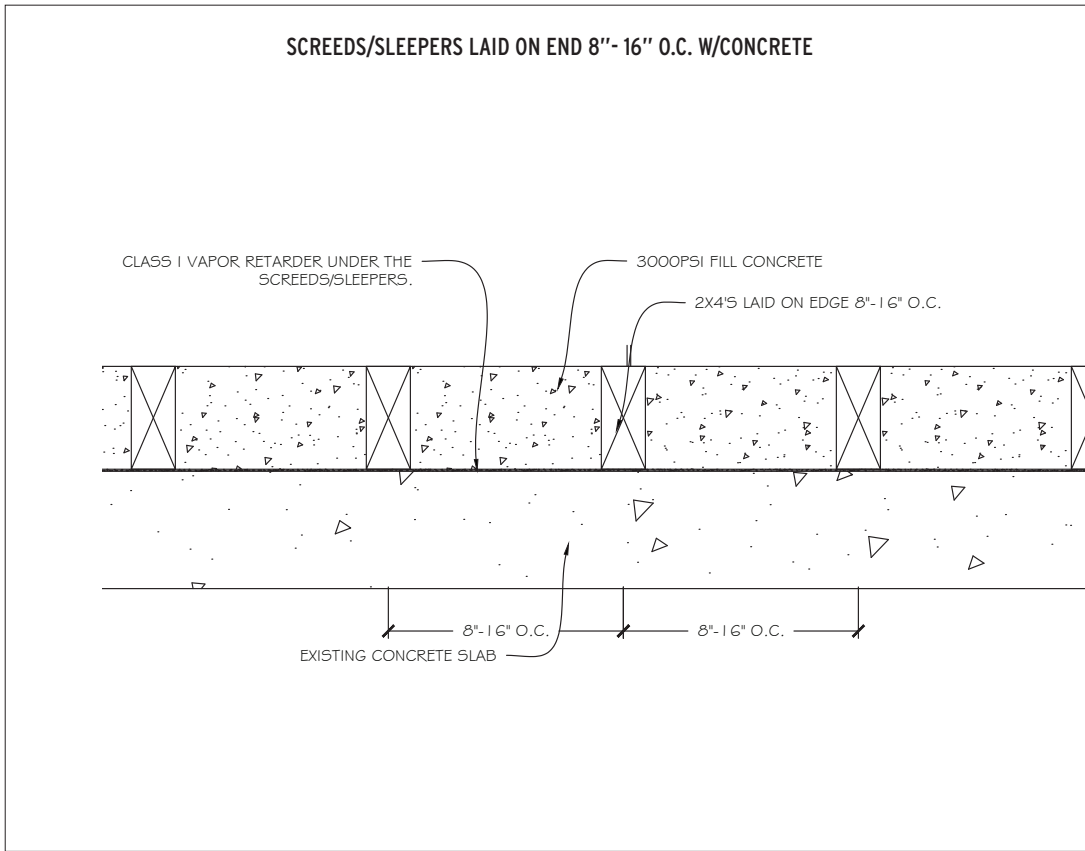 SCREEDS/SLEEPERS LAID ON END 8"- 16" O.C. W/CONCRETE
CLASS I VAPOR RETARDER UNDER THE
SCREEDS/SLEEPERS.
3000PSI FILL CONCRETE
2X4'S LAID ON EDGE 8"-16" O.C.
8"-16" O.C.
8"-16" O.C.
EXISTING CONCRETE SLAB